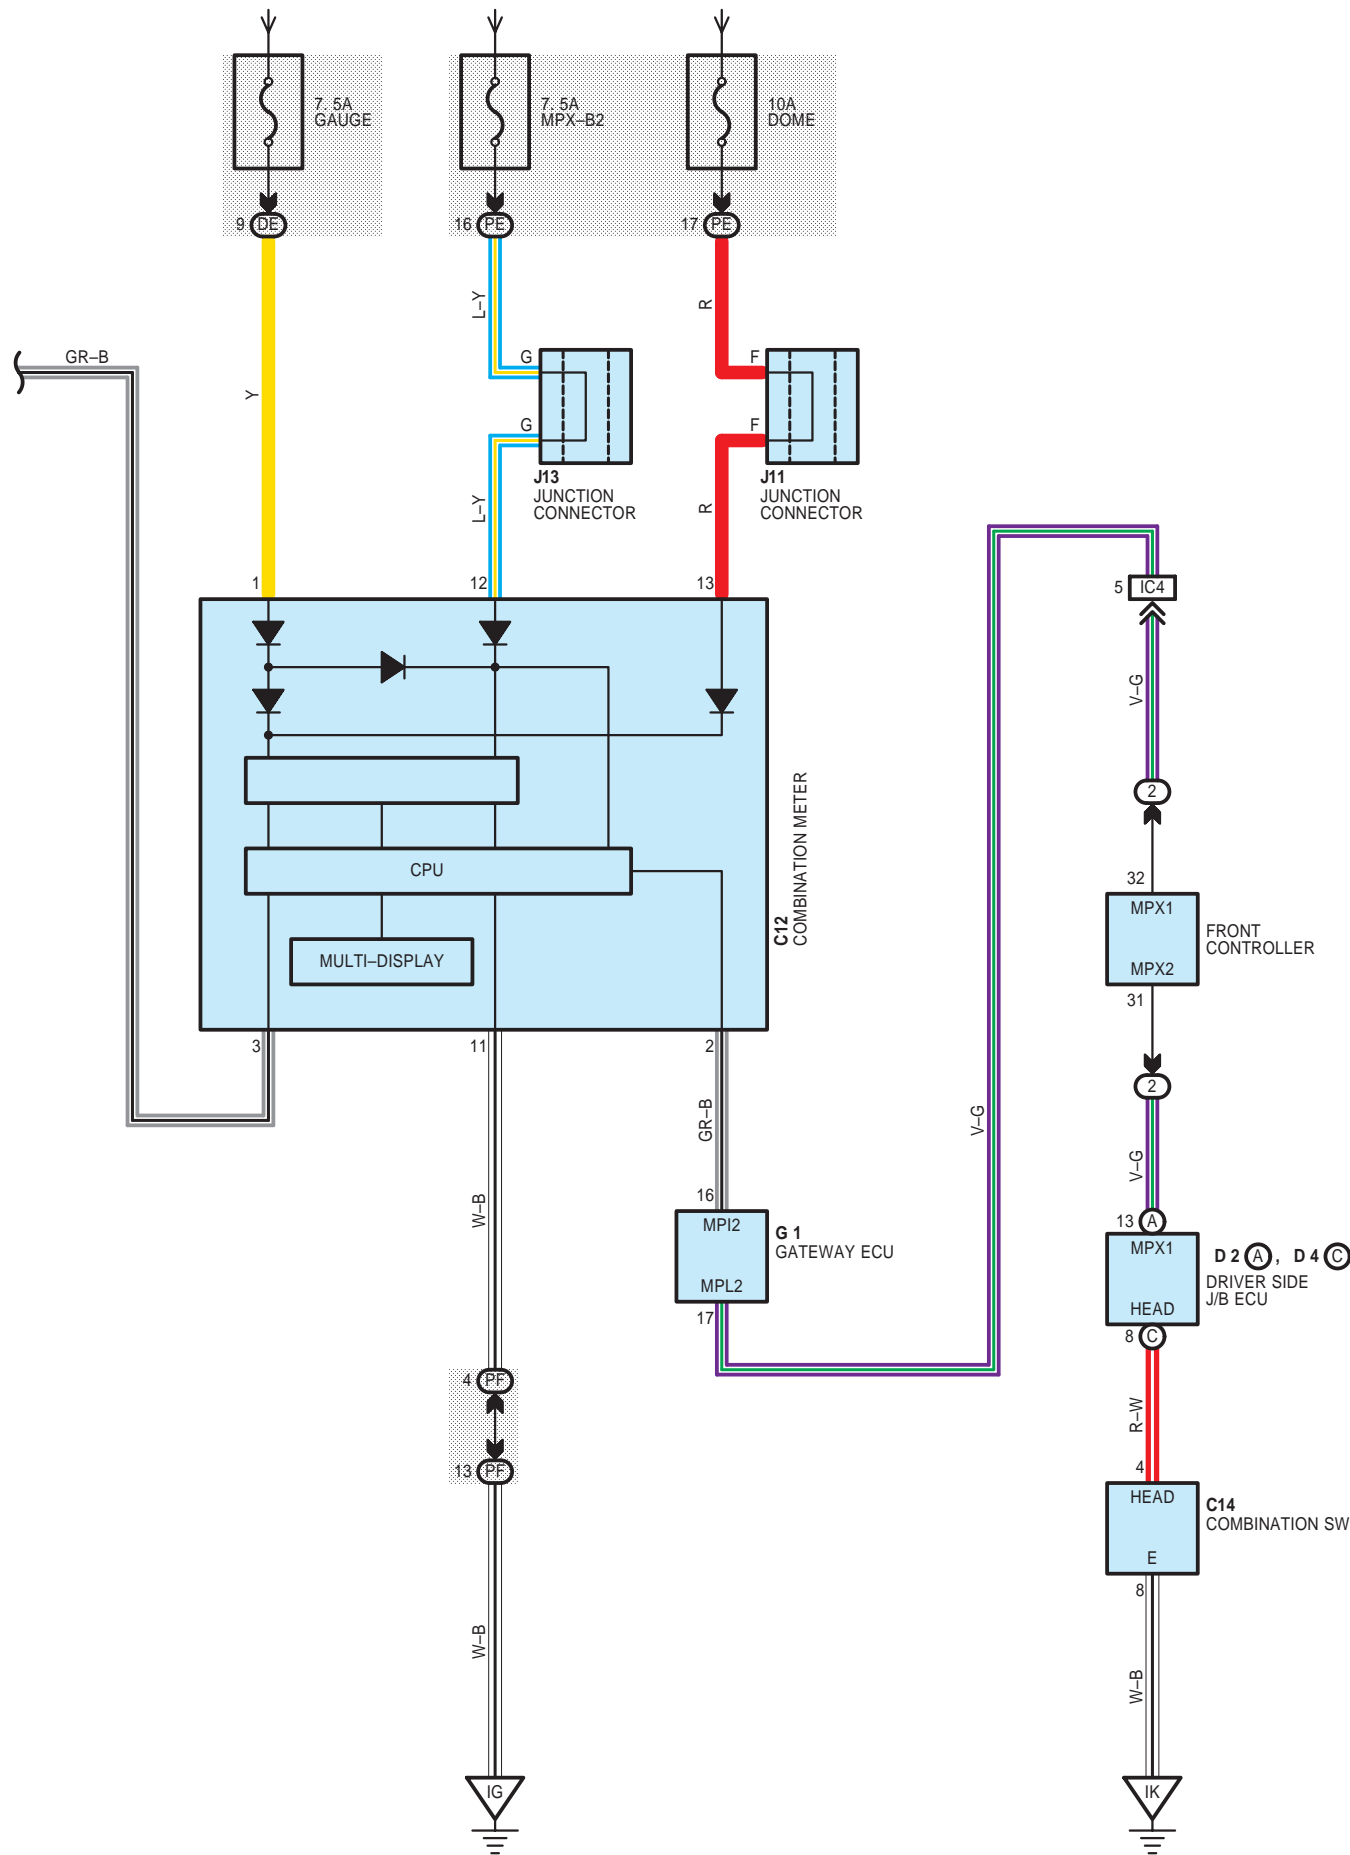 7. 5A
GAUGE
7. 5A
MPX–B2
10A
DOME
9 DE
16 PE
17 PE
L–Y
R
GR–B
Y
G
F
G
F
J13
JUNCTION
CONNECTOR
J11
JUNCTION
CONNECTOR
L–Y
R
1
12
13
5 IC4
V–G
2
CPU
MULTI–DISPLAY
C12
COMBINATION METER
32
MPX1
MPX2
FRONT
CONTROLLER
31
3
11
2
2
GR–B
V–G
V–G
W–B
16
MPI2
MPL2
G 1
GATEWAY ECU
17
13 A
MPX1
HEAD
D 2 A , D 4 C
DRIVER SIDE
J/B ECU
8 C
4 PF
13 PF
R–W
4
HEAD
E
C14
COMBINATION SW
8
W–B
W–B
IG
IK